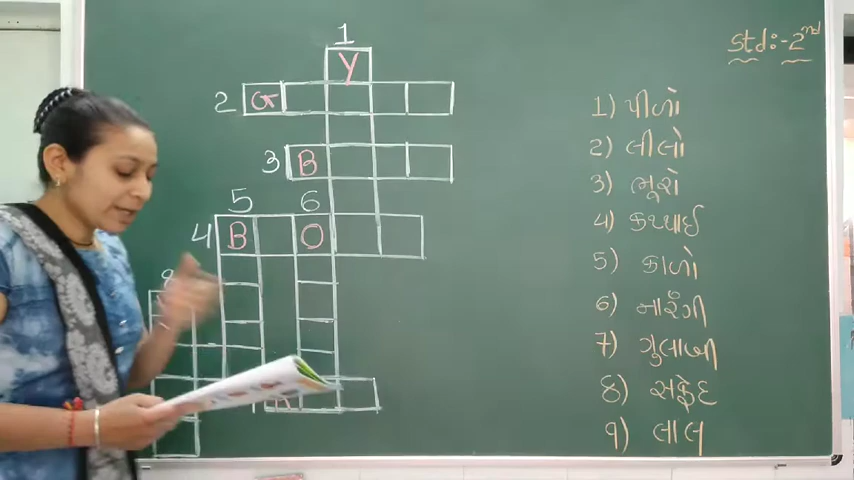 Std:-2nd
1
Y
2 G
3 B
5 6
4 B O
8
1) પીળો
2) લીલો
3) ભૂરો
4) કથ્થાઈ
5) કાળો
6) નારંગી
7) ગુલાબી
8) સફેદ
9) લાલ